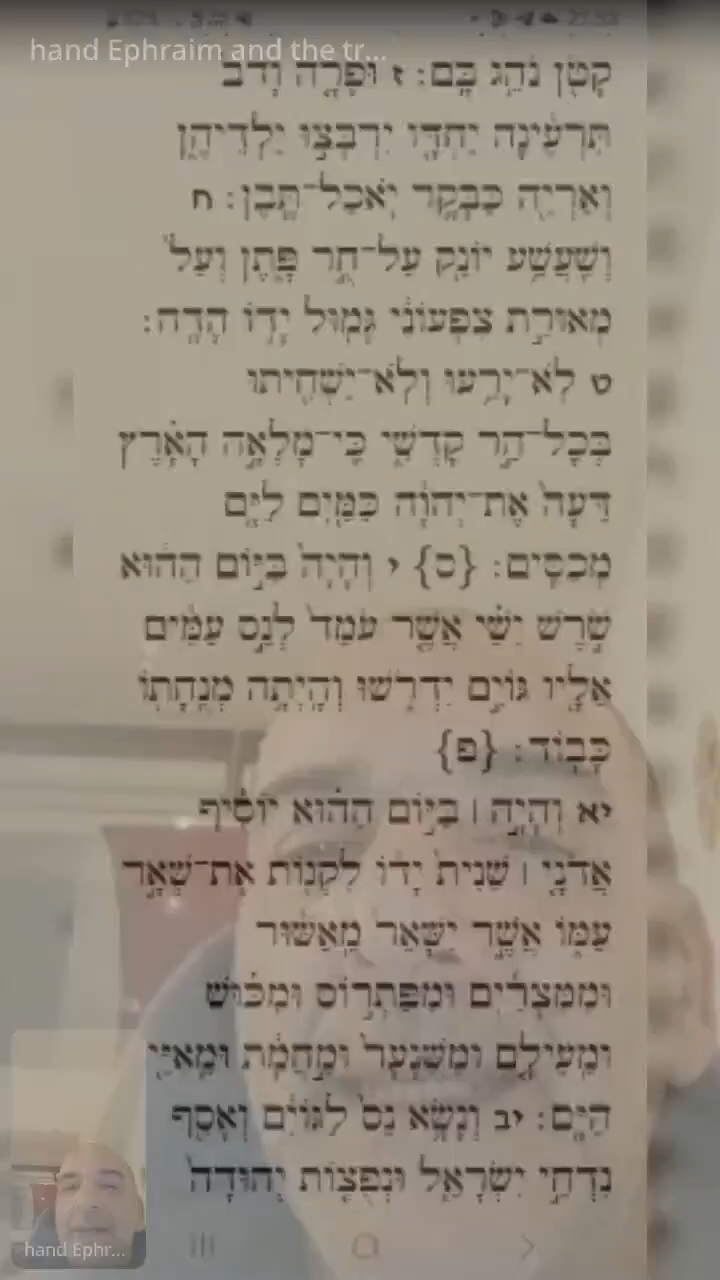 hand Ephraim and the tr...
קָטֹ֖ן נֹהֵ֥ג בָּֽם׃ ז וּפָרָ֤ה וָדֹב֙
תִּרְעֶ֔ינָה יַחְדָּ֖ו יִרְבְּצ֣וּ יַלְדֵיהֶ֑ן
וְאַרְיֵ֖ה כַּבָּקָ֥ר יֹֽאכַל־תֶּֽבֶן׃ ח
וְשִֽׁעֲשַׁ֥ע יוֹנֵ֖ק עַל־חֻ֣ר פָּ֑תֶן וְעַל֙
מְאוּרַ֣ת צִפְעוֹנִ֔י גָּמ֖וּל יָד֥וֹ הָדָֽה׃
ט לֹֽא־יָרֵ֥עוּ וְלֹֽא־יַשְׁחִ֖יתוּ
בְּכָל־הַ֣ר קׇדְשִׁ֑י כִּֽי־מָלְאָ֣ה הָאָ֗רֶץ
דֵּעָה֙ אֶת־יְהֹוָ֔ה כַּמַּ֖יִם לַיָּ֥ם
מְכַסִּֽים׃ {ס} י וְהָיָה֙ בַּיּ֣וֹם הַה֔וּא
שֹׁ֣רֶשׁ יִשַׁ֗י אֲשֶׁ֤ר עֹמֵד֙ לְנֵ֣ס עַמִּ֔ים
אֵלָ֖יו גּוֹיִ֣ם יִדְרֹ֑שׁוּ וְהָיְתָ֥ה מְנֻחָת֖וֹ
כָּבֽוֹד׃ {פ}
יא וְהָיָ֣ה ׀ בַּיּ֣וֹם הַה֗וּא יוֹסִ֨יף
אֲדֹנָ֤י ׀ שֵׁנִית֙ יָד֔וֹ לִקְנ֖וֹת אֶת־שְׁאָ֣ר
עַמּ֑וֹ אֲשֶׁ֣ר יִשָּׁאֵר֩ מֵֽאַשּׁ֨וּר
וּמִמִּצְרַ֜יִם וּמִפַּתְר֣וֹס וּמִכּ֗וּשׁ
וּמֵעֵילָ֤ם וּמִשִּׁנְעָר֙ וּמֵ֣חֲמָ֔ת וּמֵאִיֵּ֖י
הַיָּֽם׃ יב וְנָשָׂ֥א נֵס֙ לַגּוֹיִ֔ם וְאָסַ֖ף
נִדְחֵ֣י יִשְׂרָאֵ֑ל וּנְפֻצ֣וֹת יְהוּדָה֙
hand Ephr...